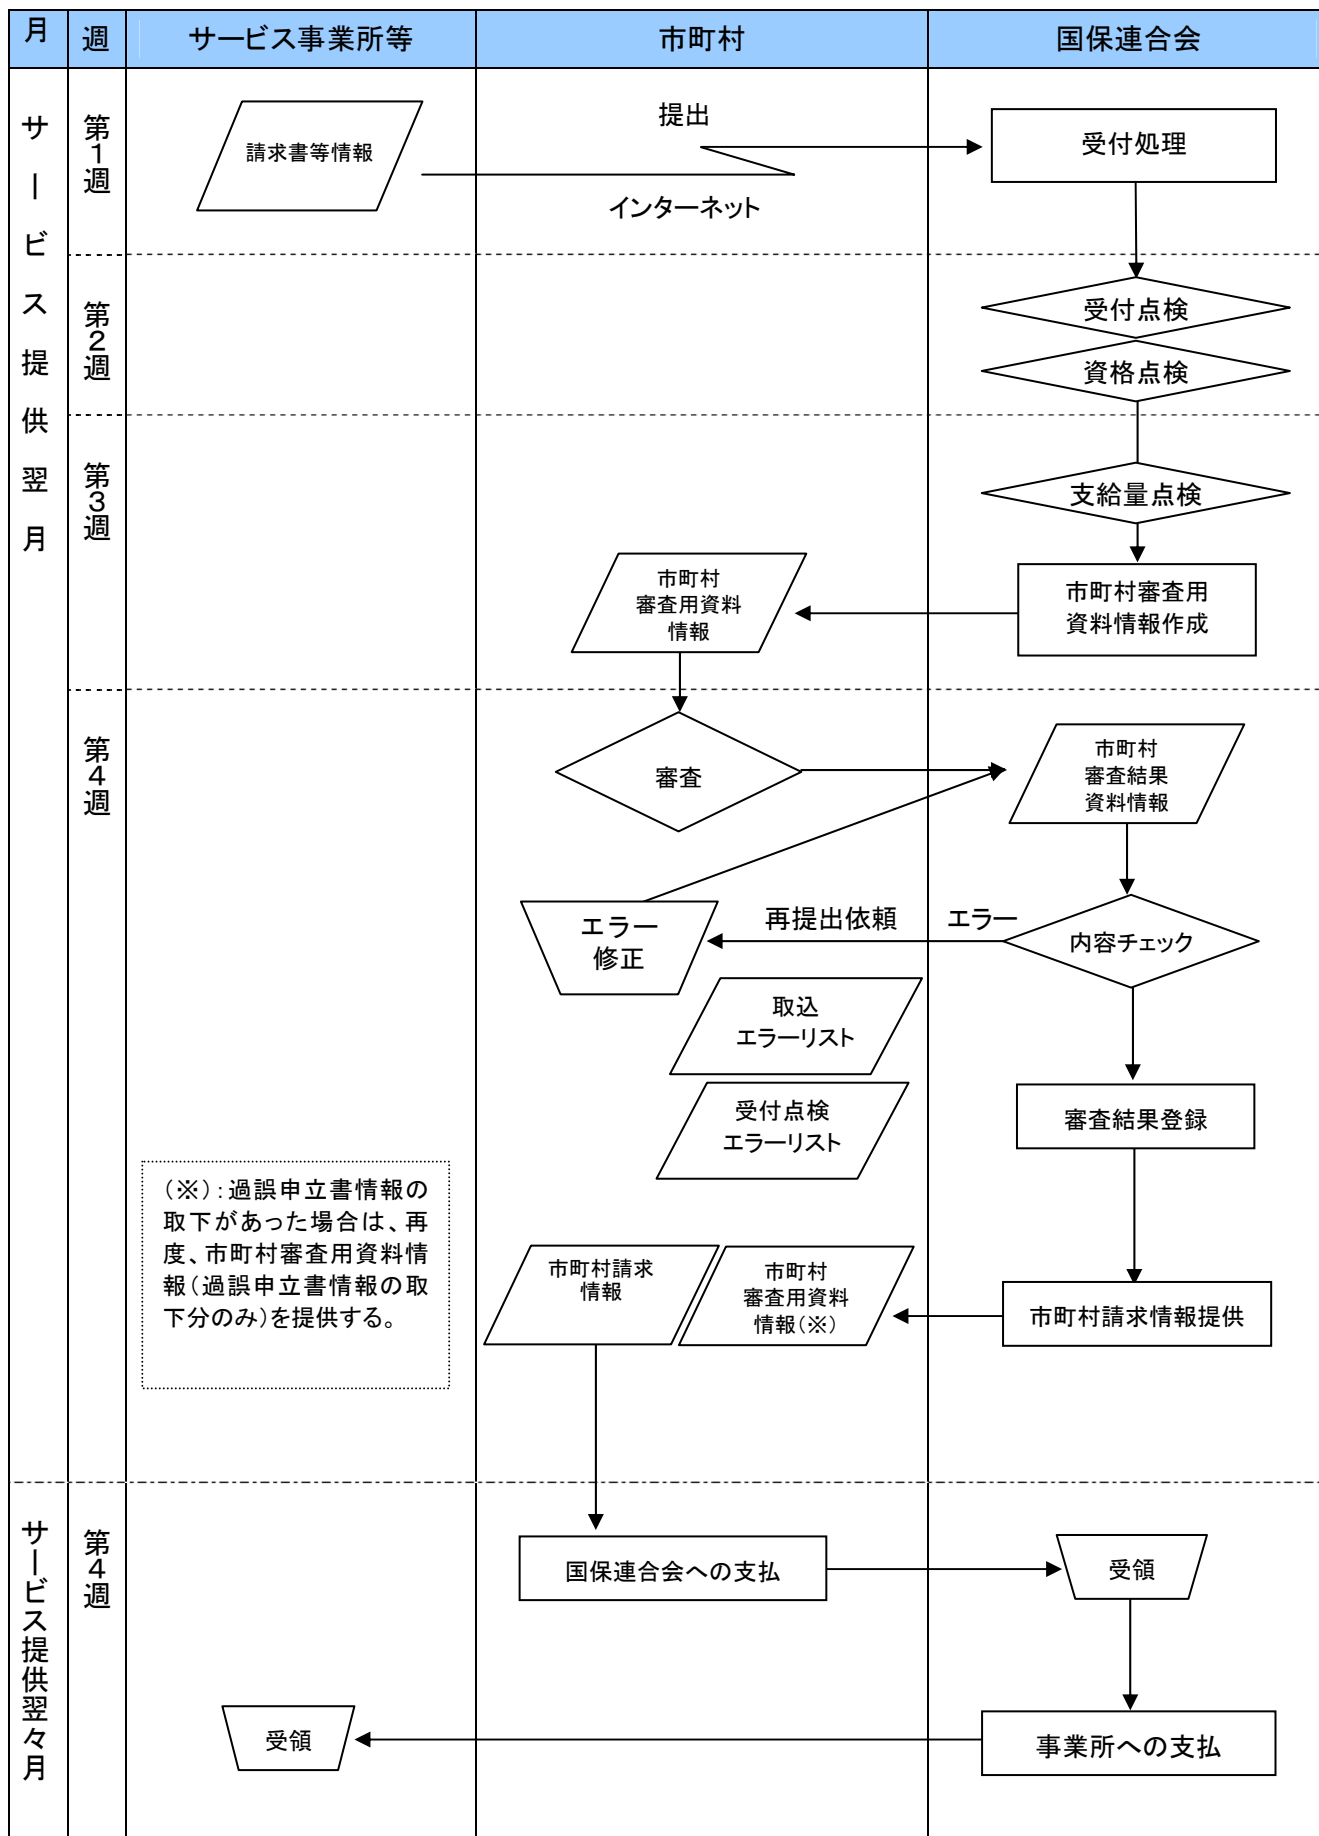 月 週 サービス事業所等 市町村 国保連合会
サービス提供翌月
第1週
請求書等情報
提出
インターネット
受付処理
第2週
受付点検
資格点検
第3週
支給量点検
市町村
審査用資料
情報
市町村審査用
資料情報作成
第4週
審査
市町村
審査結果
資料情報
エラー
修正
再提出依頼
エラー
内容チェック
取込
エラーリスト
受付点検
エラーリスト
審査結果登録
(※):過誤申立書情報の
取下があった場合は、再
度、市町村審査用資料情
報(過誤申立書情報の取
下分のみ)を提供する。
市町村請求
情報
市町村
審査用資料
情報(※)
市町村請求情報提供
サービス提供翌々月
第4週
国保連合会への支払
受領
受領
事業所への支払